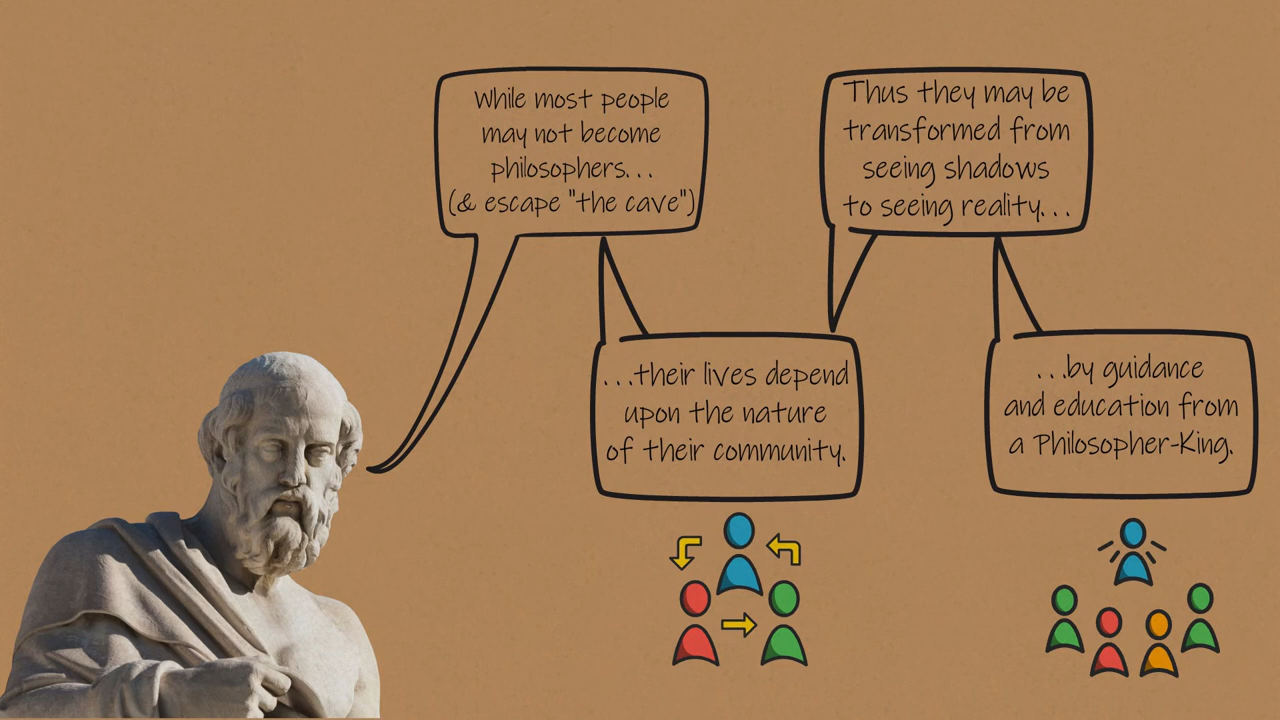 While most people
may not become
philosophers...
(& escape "the cave")
...their lives depend
upon the nature
of their community.
Thus they may be
transformed from
seeing shadows
to seeing reality...
...by guidance
and education from
a Philosopher-King.